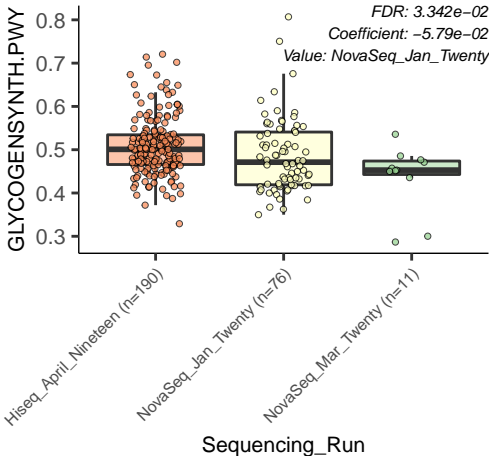 FDR: 3.342e−02
Coefficient: −5.79e−02
Value: NovaSeq_Jan_Twenty
GLYCOGENSYNTH.PWY
0.8
0.7
0.6
0.5
0.4
0.3
Hiseq_April_Nineteen (n=190)
NovaSeq_Jan_Twenty (n=76)
NovaSeq_Mar_Twenty (n=11)
Sequencing_Run